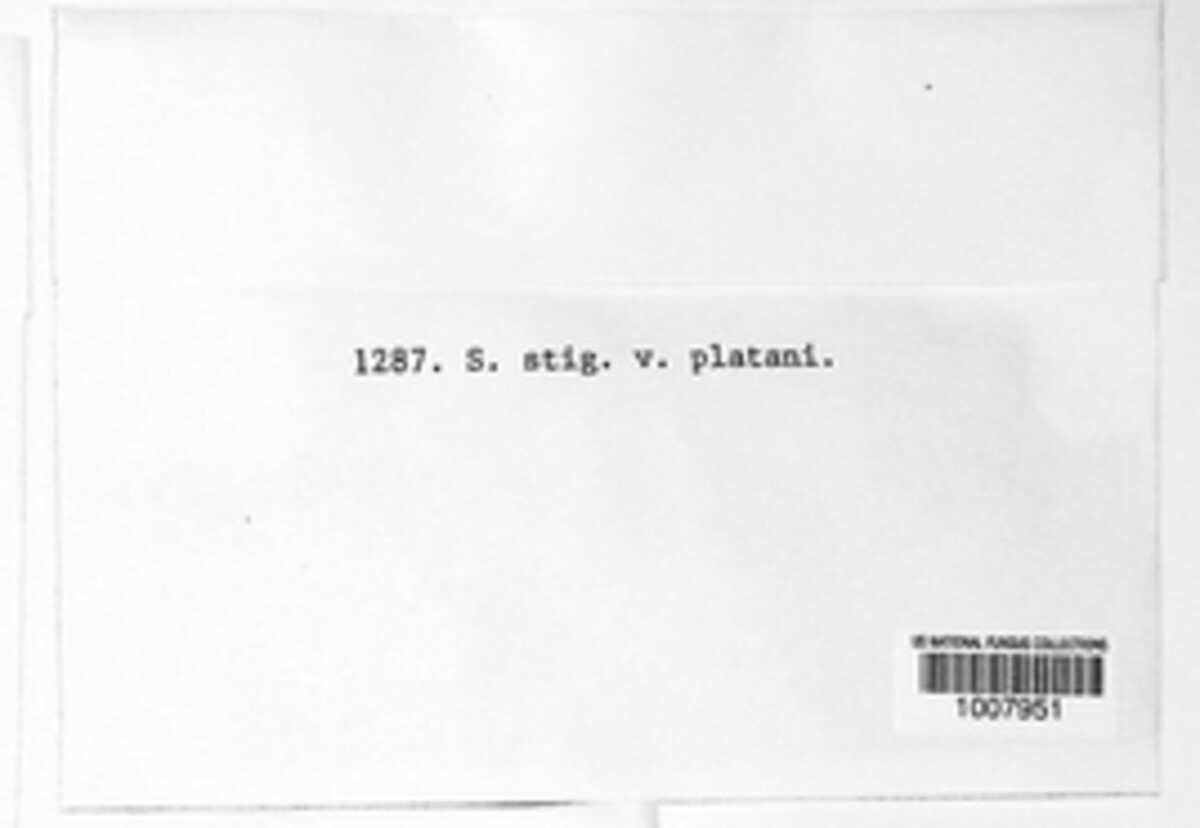 1287. S. stig. v. platani.
US NATIONAL FUNGUS COLLECTIONS
1007951